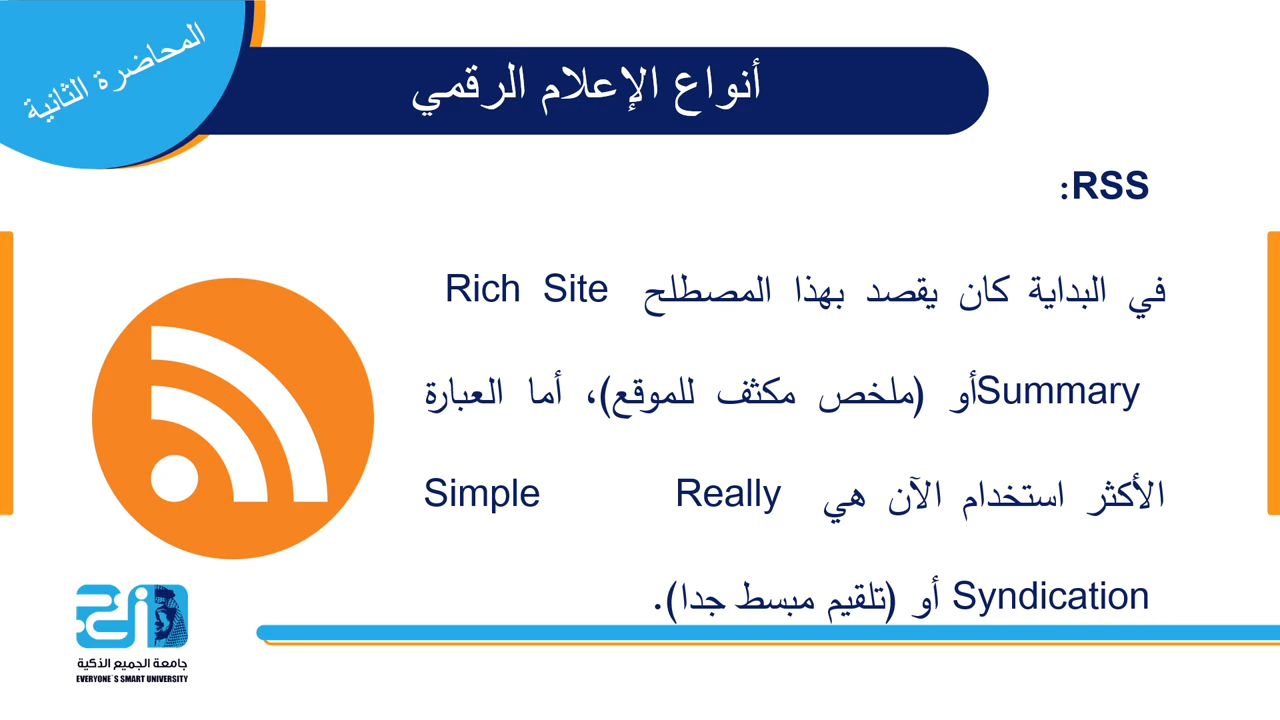 المحاضرة الثانية
أنواع الإعلام الرقمي
RSS:
في البداية كان يقصد بهذا المصطلح Rich Site
Summaryأو (ملخص مكثف للموقع)، أما العبارة
الأكثر استخدام الآن هي Really Simple
Syndication أو (تلقيم مبسط جدا).
جامعة الجميع الذكية
EVERYONE`S SMART UNIVERSITY